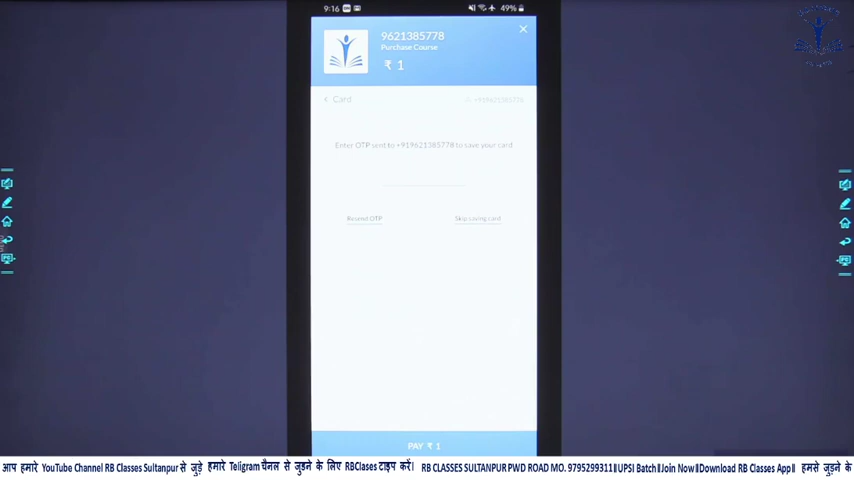 9:16
49%
9621385778
Purchase Course
₹ 1
Card
+919621385778
Enter OTP sent to +919621385778 to save your card
Resend OTP
Skip saving card
PAY ₹ 1
आप हमारे YouTube Channel RB Classes Sultanpur से जुड़े हमारे Teligram चैनल से जुड़ने के लिए RBClases टाइप करें। RB CLASSES SULTANPUR PWD ROAD MO. 9795299311॥UPSI Batch॥Join Now॥Download RB Classes App॥ हमसे जुड़ने के